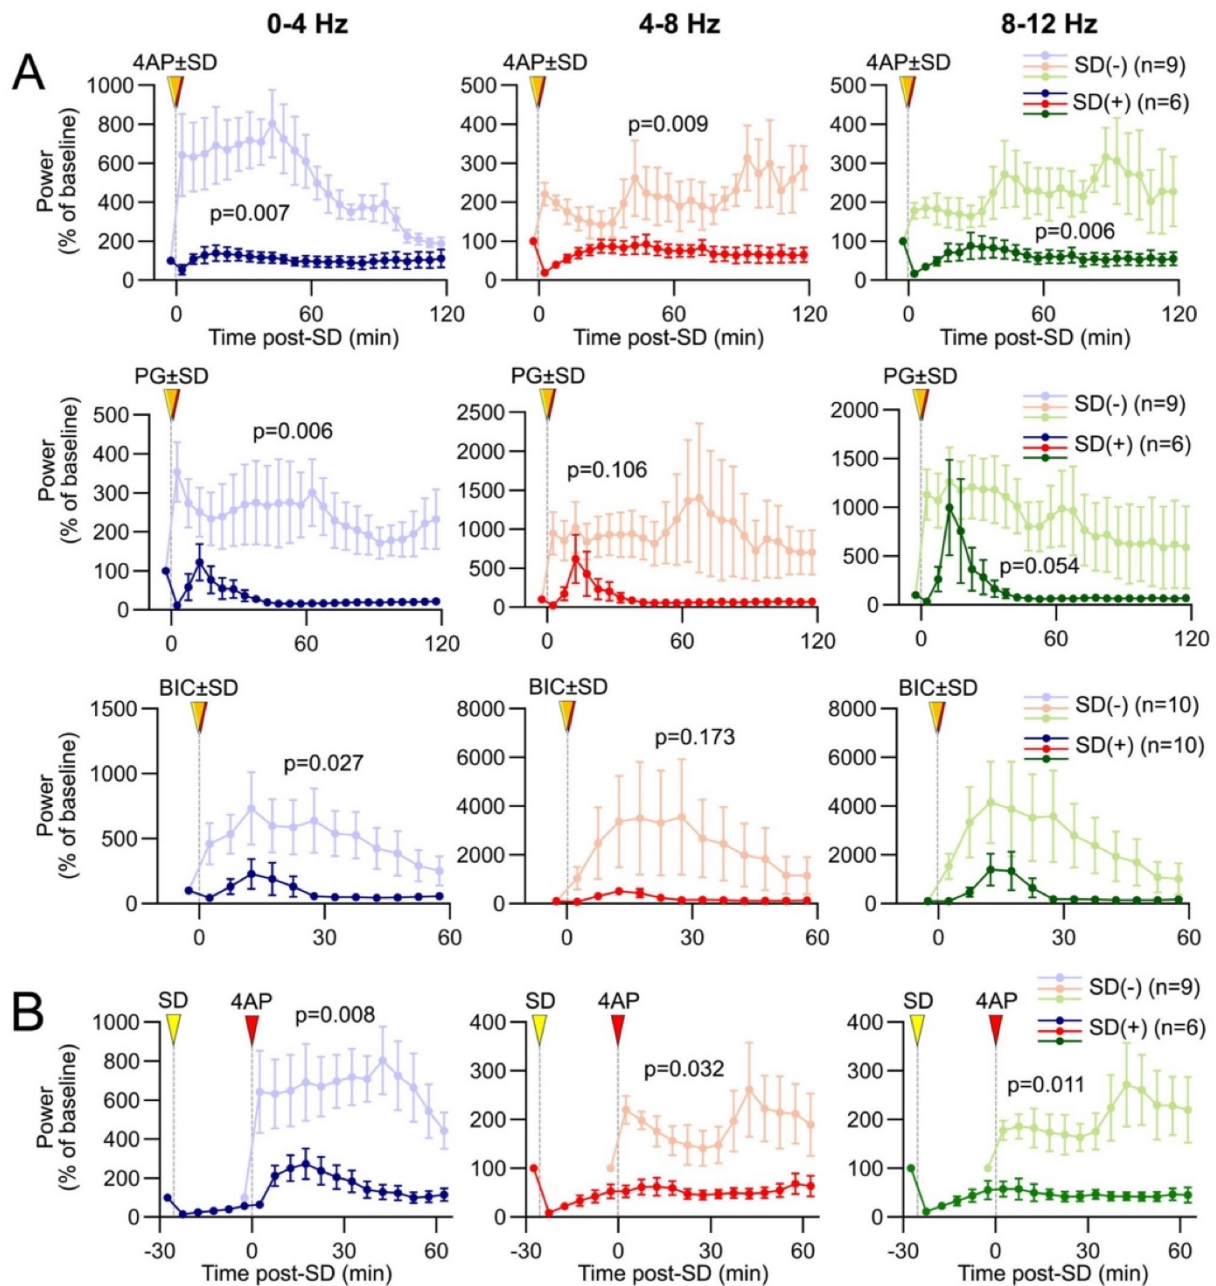 0-4 Hz 4-8 Hz 8-12 Hz
A
4AP±SD 4AP±SD 4AP±SD
SD(-) (n=9)
SD(+) (n=6)
Power
(% of baseline)
1000
800
600
400
200
0
p=0.007
0 60 120
Time post-SD (min)
500
400
300
200
100
0
p=0.009
0 60 120
Time post-SD (min)
500
400
300
200
100
0
p=0.006
0 60 120
Time post-SD (min)
PG±SD PG±SD PG±SD
SD(-) (n=9)
SD(+) (n=6)
Power
(% of baseline)
500
400
300
200
100
0
p=0.006
0 60 120
2500
2000
1500
1000
500
0
p=0.106
0 60 120
2000
1500
1000
500
0
p=0.054
0 60 120
BIC±SD BIC±SD BIC±SD
SD(-) (n=10)
SD(+) (n=10)
Power
(% of baseline)
1500
1000
500
0
p=0.027
0 30 60
8000
6000
4000
2000
0
p=0.173
0 30 60
8000
6000
4000
2000
0
0 30 60
B
SD 4AP SD 4AP SD 4AP
SD(-) (n=9)
SD(+) (n=6)
Power
(% of baseline)
1000
800
600
400
200
0
p=0.008
-30 0 30 60
Time post-SD (min)
400
300
200
100
0
p=0.032
-30 0 30 60
Time post-SD (min)
400
300
200
100
0
p=0.011
-30 0 30 60
Time post-SD (min)